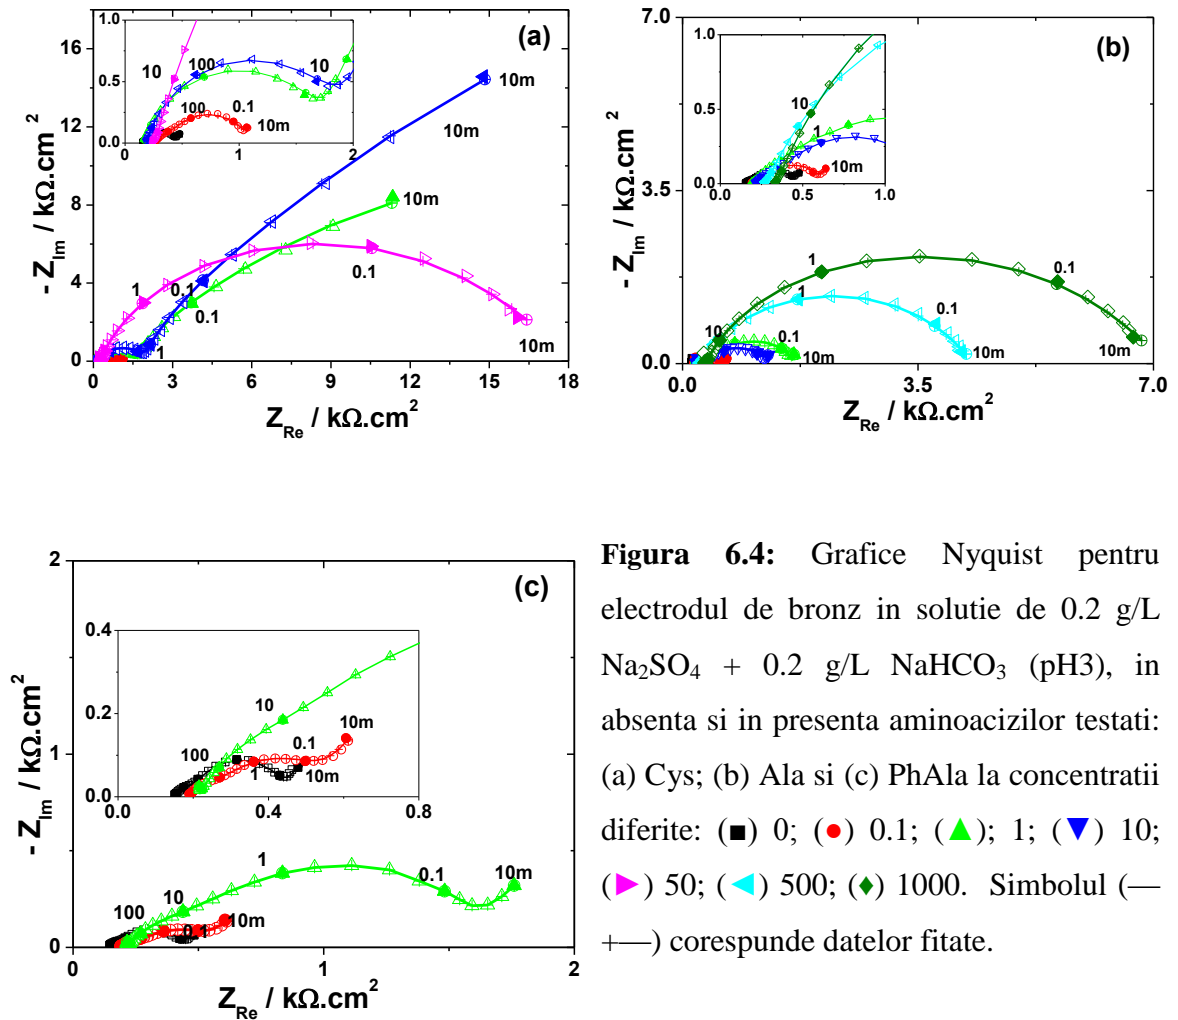 (a)
- Z_Im / kΩ.cm²
16
12
8
4
0
0 3 6 9 12 15 18
Z_Re / kΩ.cm²
1.0
0.5
0.0
0 1 2
10
100
10
100
0.1
10m
10m
10m
10m
0.1
1
0.1
0.1
1
10m
(b)
- Z_Im / kΩ.cm²
7.0
3.5
0.0
0.0 3.5 7.0
Z_Re / kΩ.cm²
1.0
0.5
0.0
0.0 0.4 0.8
10
1
10m
1
0.1
1
0.1
10
0.1
10m
10m
10m
(c)
- Z_Im / kΩ.cm²
2
1
0
0 1 2
Z_Re / kΩ.cm²
0.4
0.2
0.0
0.0 0.4 0.8
10
100
10m
0.1
1
10m
1
0.1
10m
10
100
0.1
10m
Figura 6.4: Grafice Nyquist pentru
electrodul de bronz in solutie de 0.2 g/L
Na₂SO₄ + 0.2 g/L NaHCO₃ (pH3), in
absenta si in presenta aminoacizilor testati:
(a) Cys; (b) Ala si (c) PhAla la concentratii
diferite: (■) 0; (●) 0.1; (▲); 1; (▼) 10;
(►) 50; (◄) 500; (♦) 1000. Simbolul (—
+—) corespunde datelor fitate.